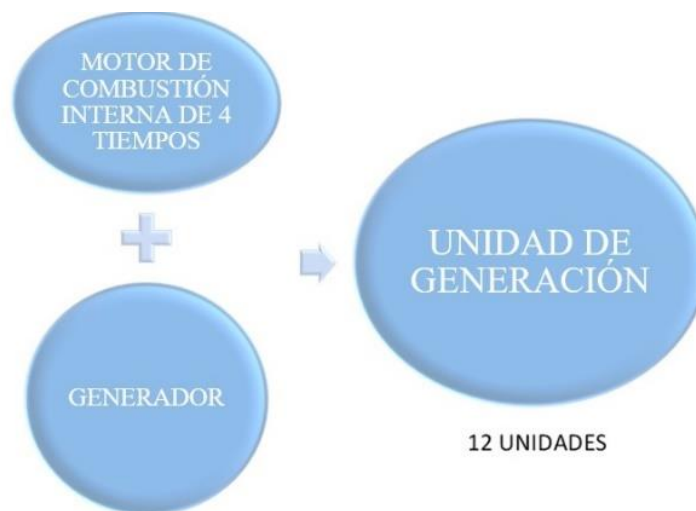 MOTOR DE
COMBUSTIÓN
INTERNA DE 4
TIEMPOS
GENERADOR
UNIDAD DE
GENERACIÓN
12 UNIDADES